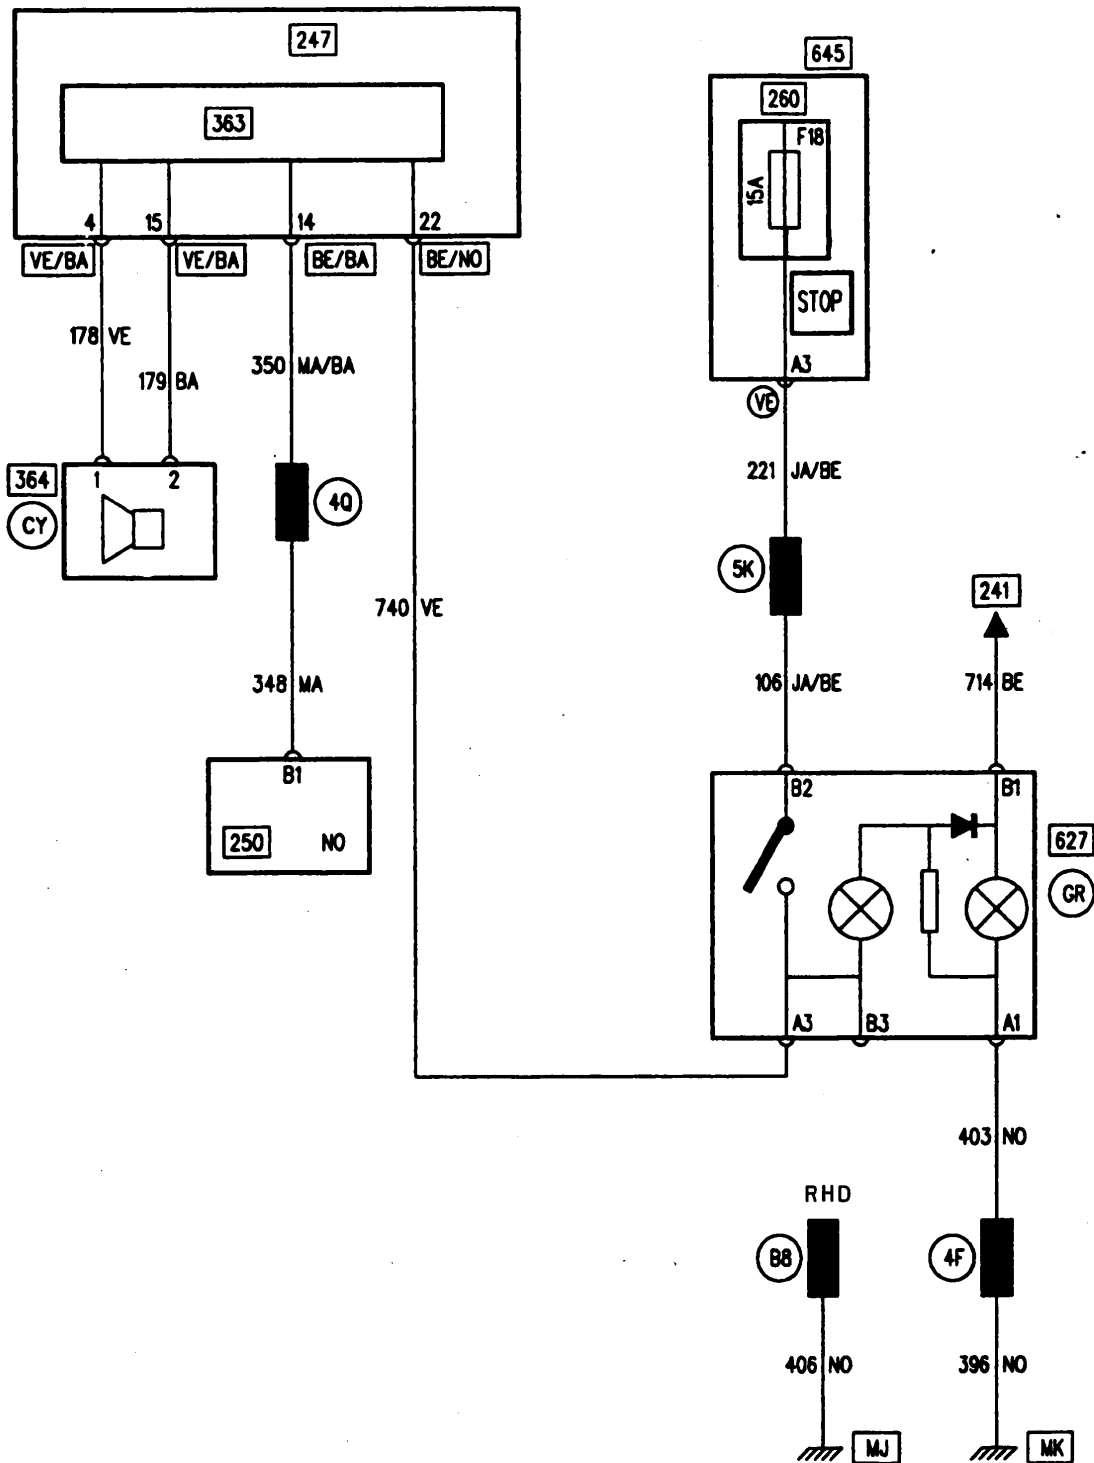 247
645
363
260
F18
15A
4
15
14
22
STOP
VE/BA
VE/BA
BE/BA
BE/NO
A3
VE
178 VE
179 BA
350 MA/BA
221 JA/BE
364
1
2
CY
4Q
5K
241
740 VE
348 MA
106 JA/BE
714 BE
B1
250
NO
B2
B1
627
GR
A3
B3
A1
403 NO
RHD
B8
4F
406 NO
396 NO
MJ
MK